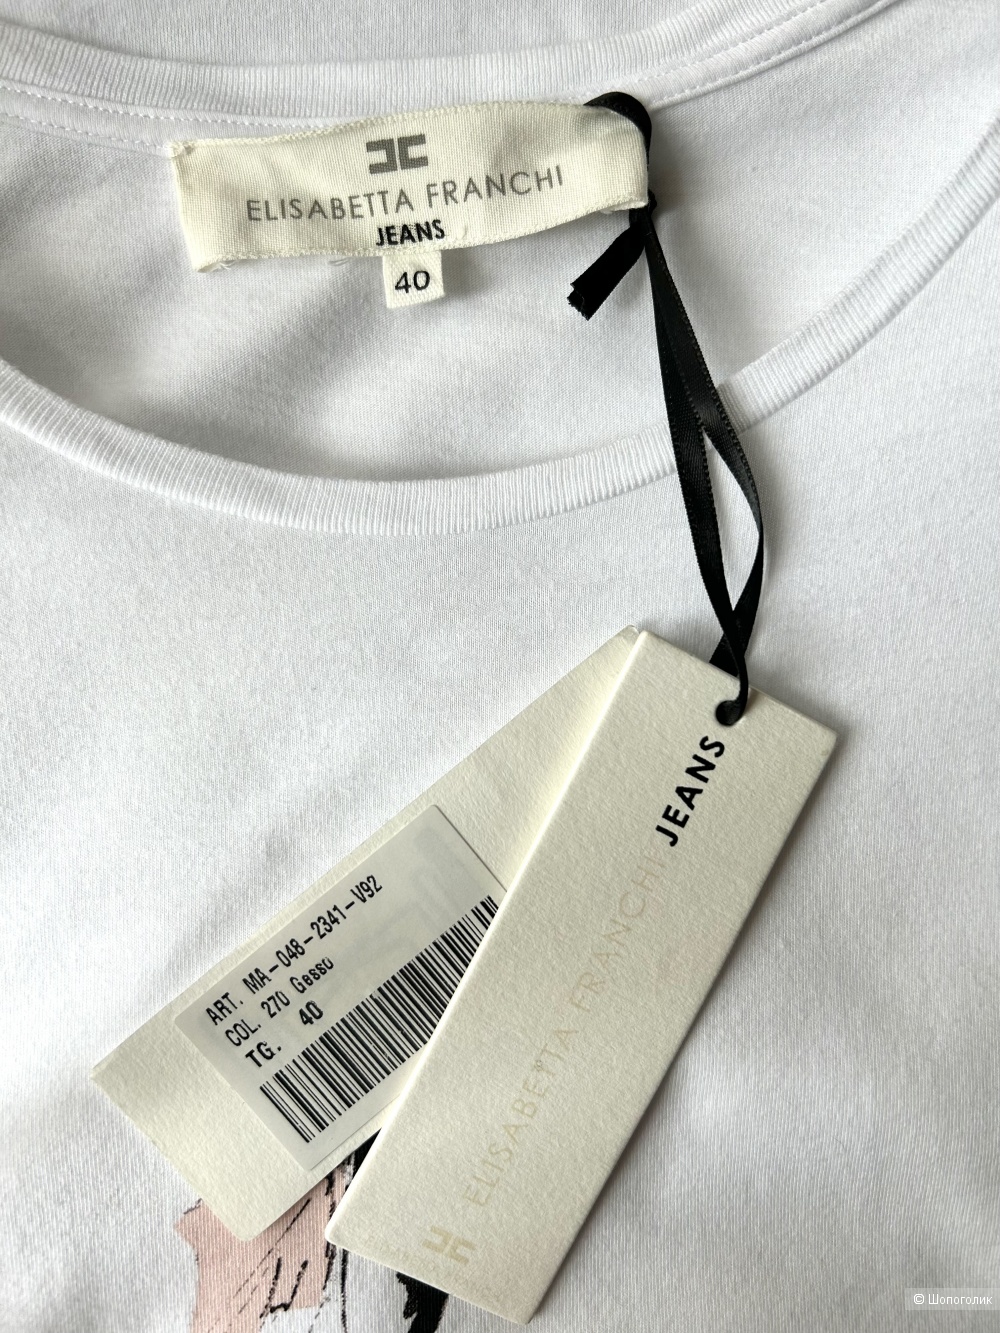 ELISABETTA FRANCHI
JEANS
40
JEANS
ELISABETTA FRANCHI
ART. MA-048-2341-V92
COL. 270 Gesso
TG. 40
© Шопоголик